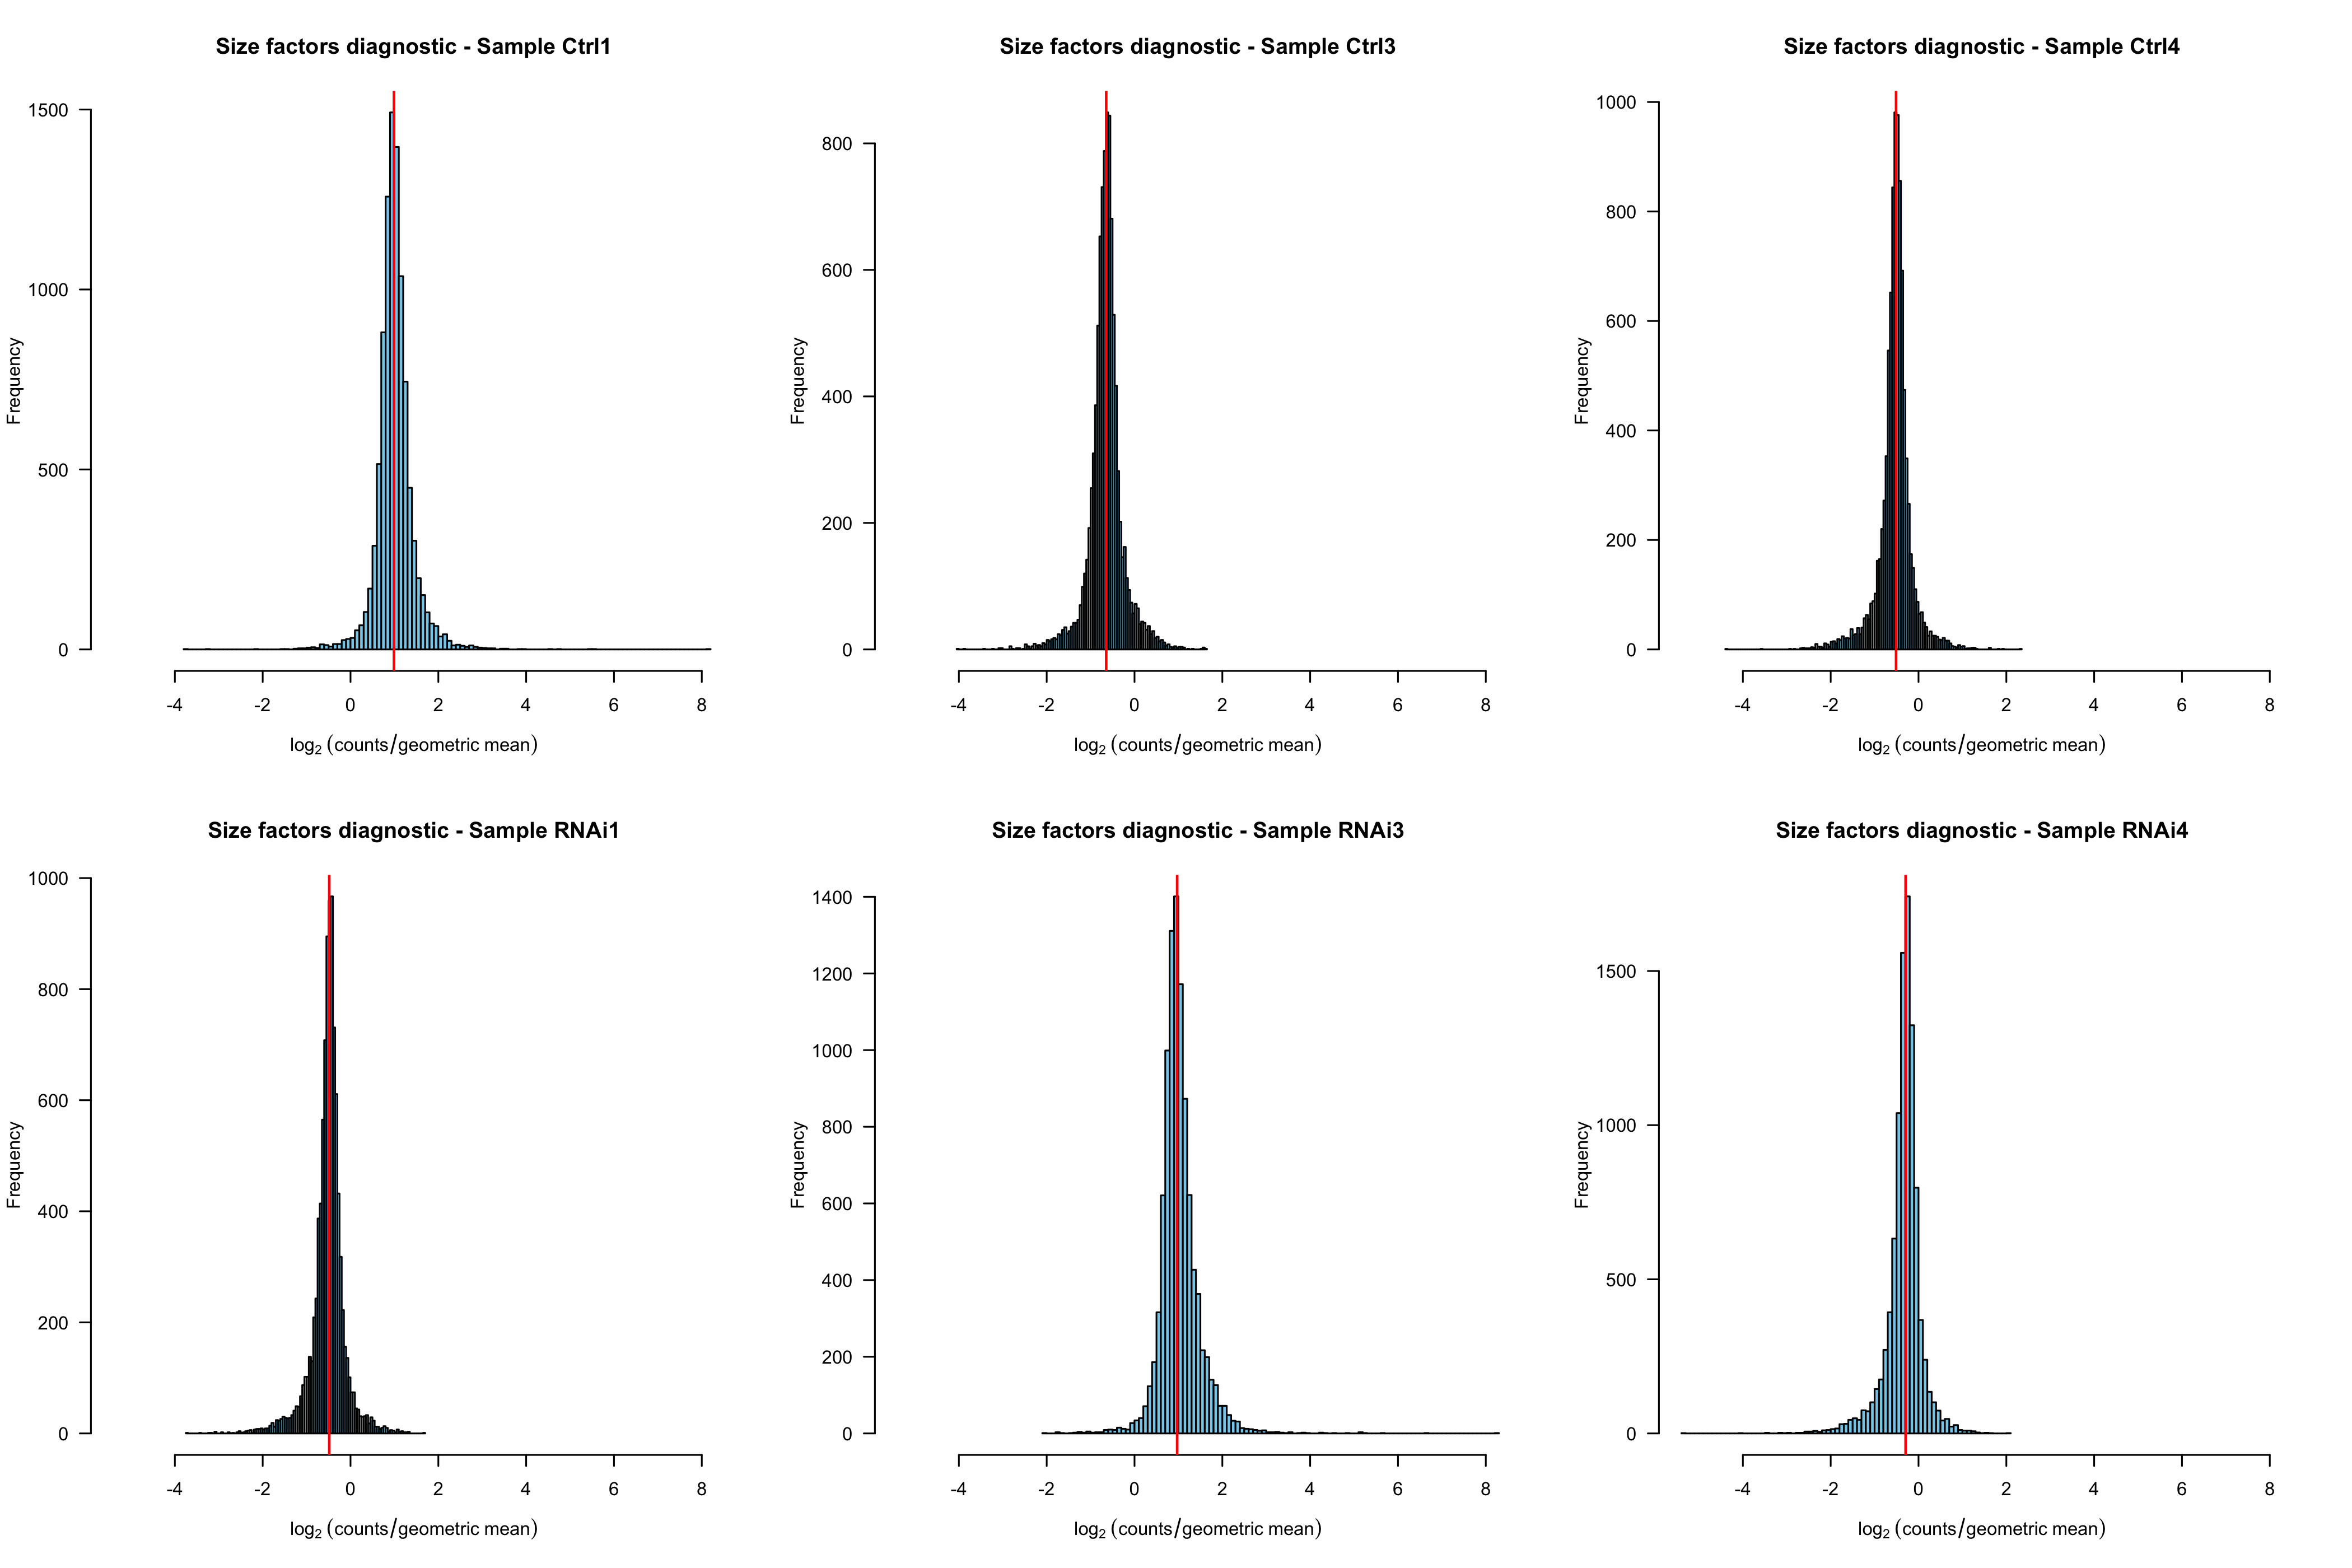 Size factors diagnostic - Sample Ctrl1
1500
1000
500
0
Frequency
-4 -2 0 2 4 6 8
log2 (counts/geometric mean)
Size factors diagnostic - Sample Ctrl3
800
600
400
200
0
Frequency
-4 -2 0 2 4 6 8
log2 (counts/geometric mean)
Size factors diagnostic - Sample Ctrl4
1000
800
600
400
200
0
Frequency
-4 -2 0 2 4 6 8
log2 (counts/geometric mean)
Size factors diagnostic - Sample RNAi1
1000
800
600
400
200
0
Frequency
-4 -2 0 2 4 6 8
log2 (counts/geometric mean)
Size factors diagnostic - Sample RNAi3
1400
1200
1000
800
600
400
200
0
Frequency
-4 -2 0 2 4 6 8
log2 (counts/geometric mean)
Size factors diagnostic - Sample RNAi4
1500
1000
500
0
Frequency
-4 -2 0 2 4 6 8
log2 (counts/geometric mean)